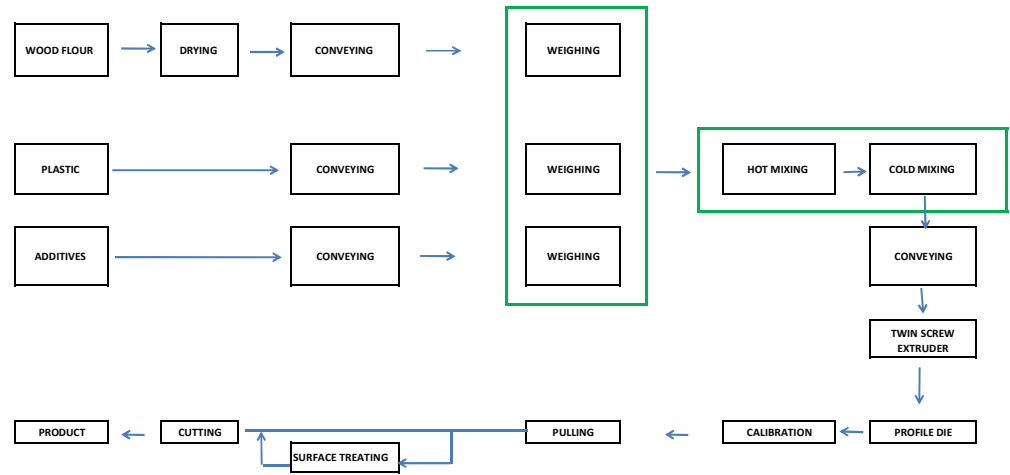 WOOD FLOUR
DRYING
CONVEYING
WEIGHING
PLASTIC
CONVEYING
WEIGHING
HOT MIXING
COLD MIXING
ADDITIVES
CONVEYING
WEIGHING
CONVEYING
TWIN SCREW
EXTRUDER
PRODUCT
CUTTING
PULLING
CALIBRATION
PROFILE DIE
SURFACE TREATING